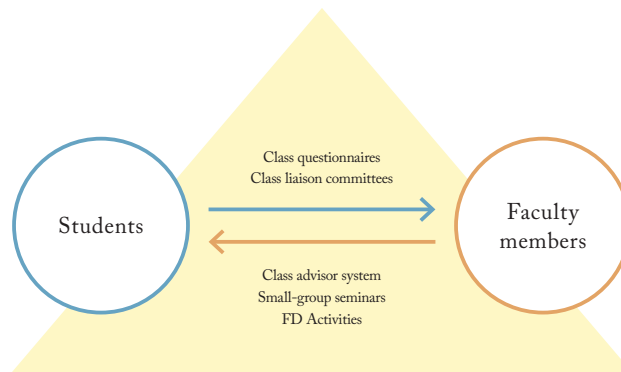 Class questionnaires
Class liaison committees
Students
Faculty
members
Class advisor system
Small-group seminars
FD Activities